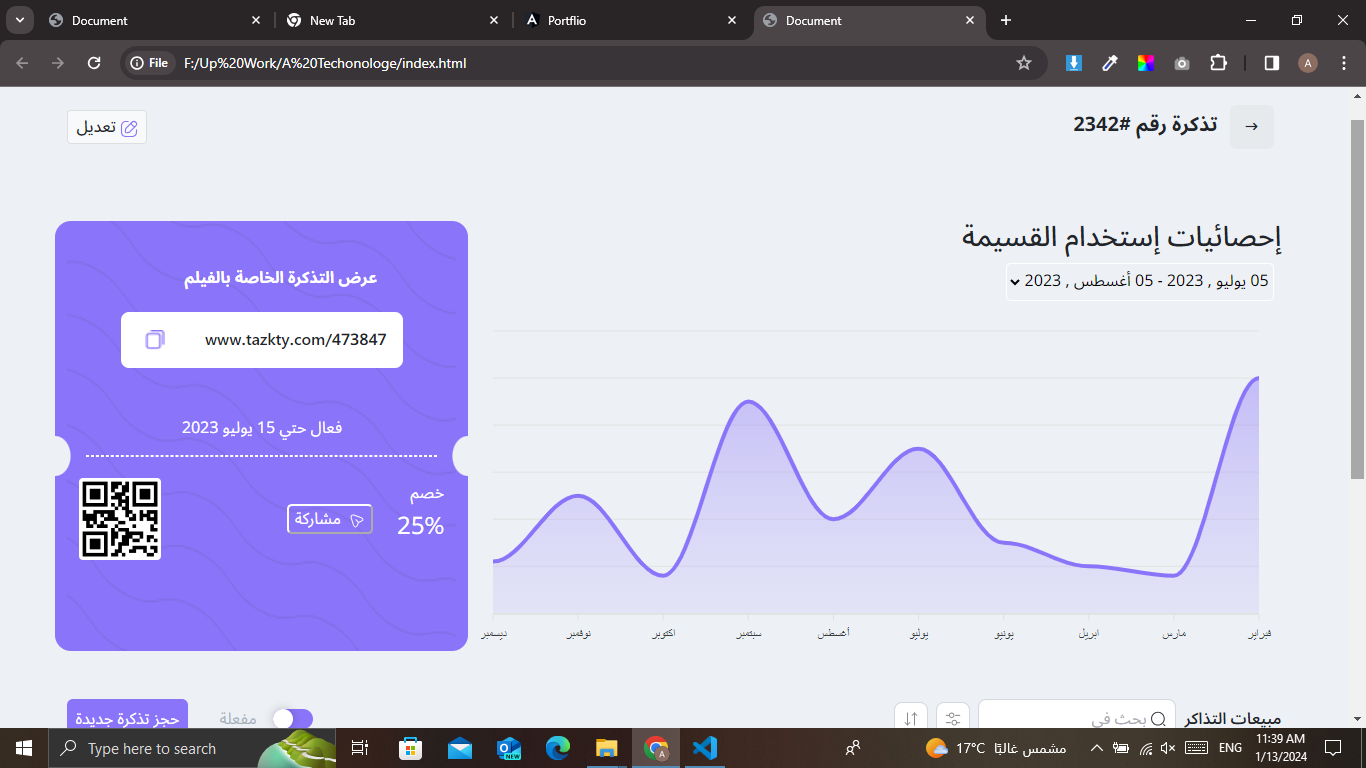 Document
New Tab
Portflio
Document
File
F:/Up%20Work/A%20Techonologe/index.html
A
تذكرة رقم #2342
تعديل
إحصائيات إستخدام القسيمة
05 يوليو , 2023 - 05 أغسطس , 2023
عرض التذكرة الخاصة بالفيلم
www.tazkty.com/473847
فعال حتي 15 يوليو 2023
خصم
25%
مشاركة
فبراير
مارس
ابريل
يونيو
يوليو
أغسطس
سبتمبر
اكتوبر
نوفمبر
ديسمبر
مبيعات التذاكر
بحث في
مفعلة
حجز تذكرة جديدة
Type here to search
NEW
A
17°C مشمس غالبًا
ENG
11:39 AM
1/13/2024